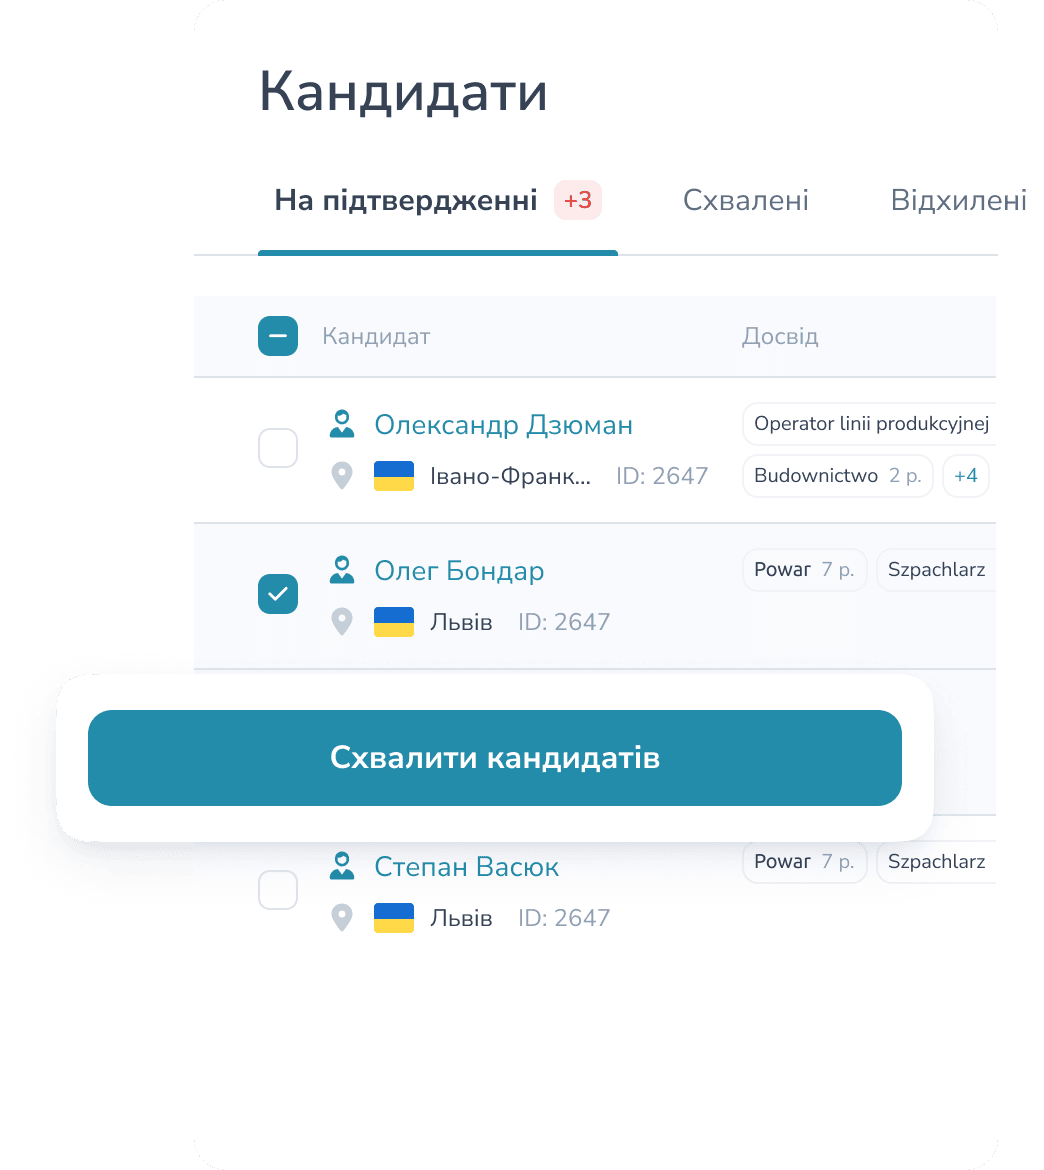 Кандидати
На підтвердженні +3 Схвалені Відхилені
Кандидат Досвід
Олександр Дзюман Operator linii produkcyjnej
Івано-Франк... ID: 2647 Budownictwo 2 р. +4
Олег Бондар Powar 7 р. Szpachlarz
Львів ID: 2647
Схвалити кандидатів
Степан Васюк Powar 7 р. Szpachlarz
Львів ID: 2647